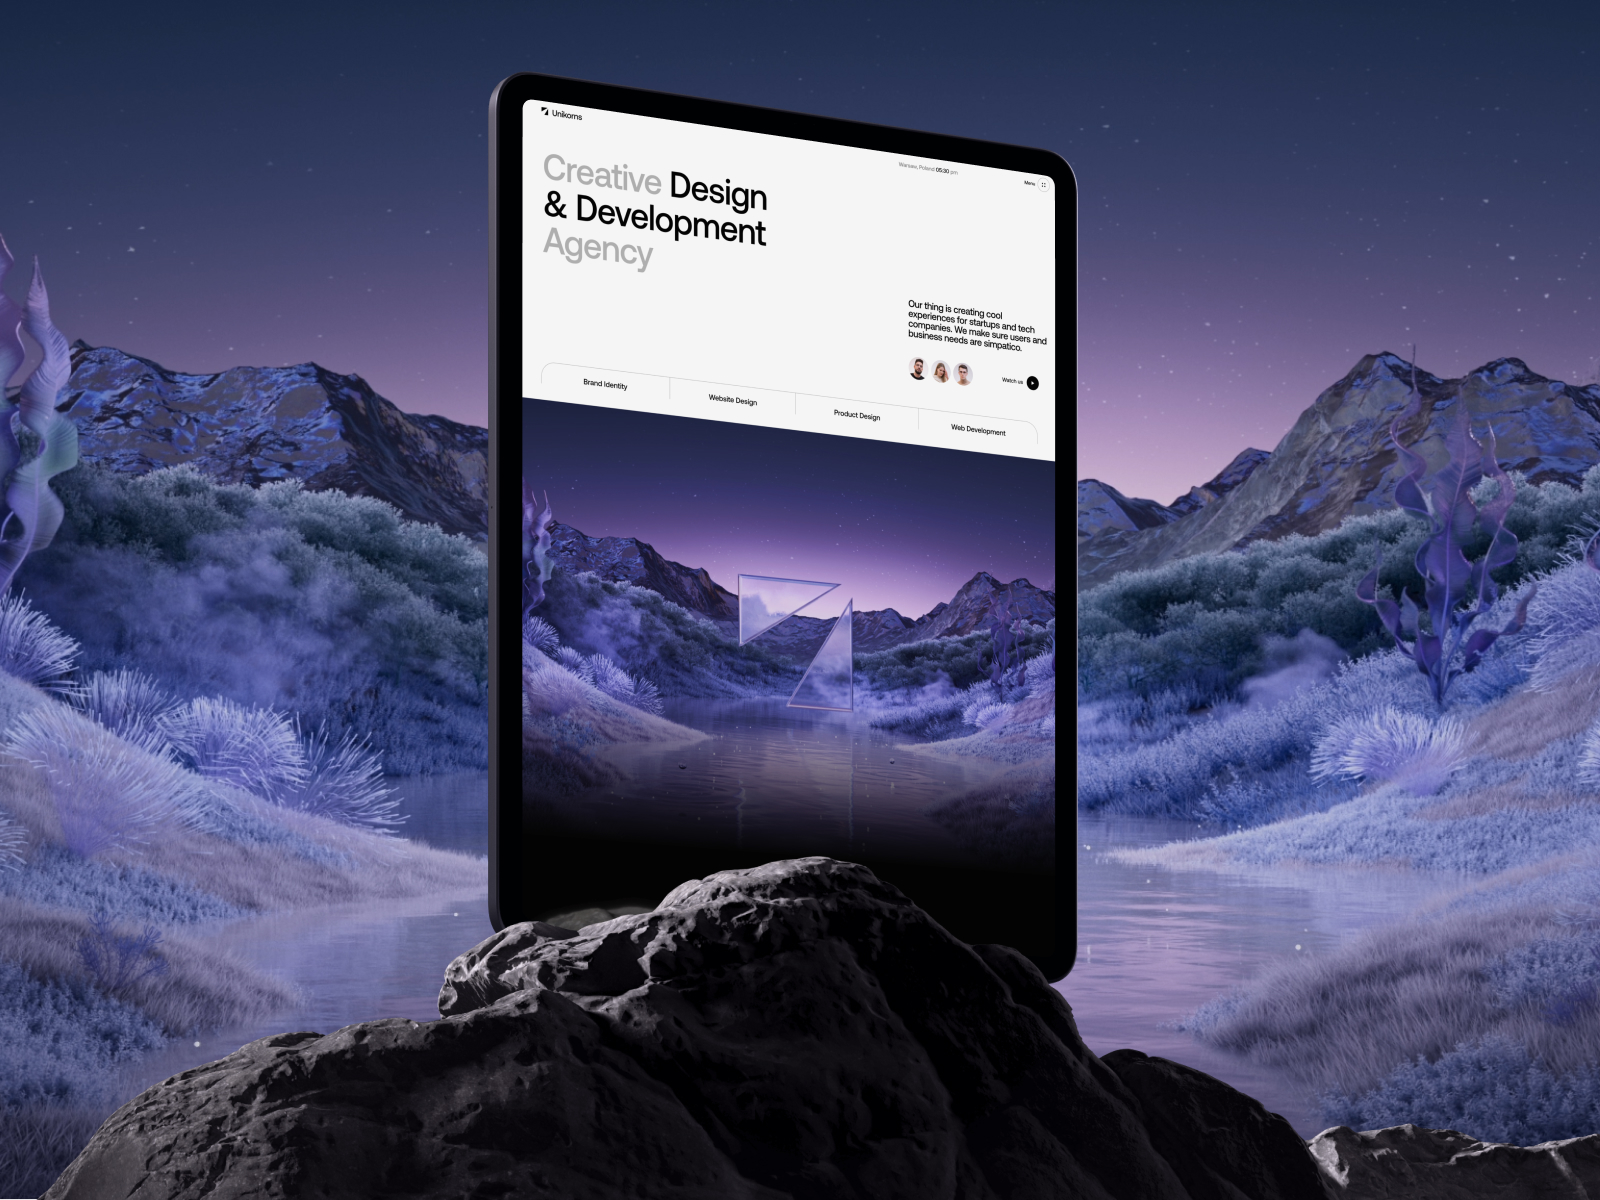 Unikorns
Warsaw, Poland 05:30 pm
Menu
Creative Design
& Development
Agency
Our thing is creating cool
experiences for startups and tech
companies. We make sure users and
business needs are simpatico.
Watch us
Brand Identity
Website Design
Product Design
Web Development